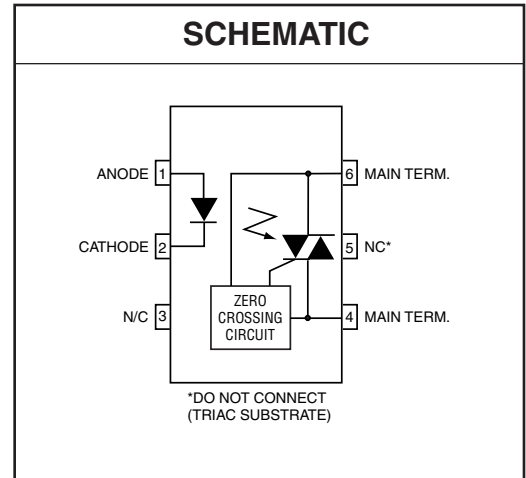 SCHEMATIC
ANODE 1
6 MAIN TERM.
CATHODE 2
5 NC*
N/C 3
ZERO
CROSSING
CIRCUIT
4 MAIN TERM.
*DO NOT CONNECT
(TRIAC SUBSTRATE)